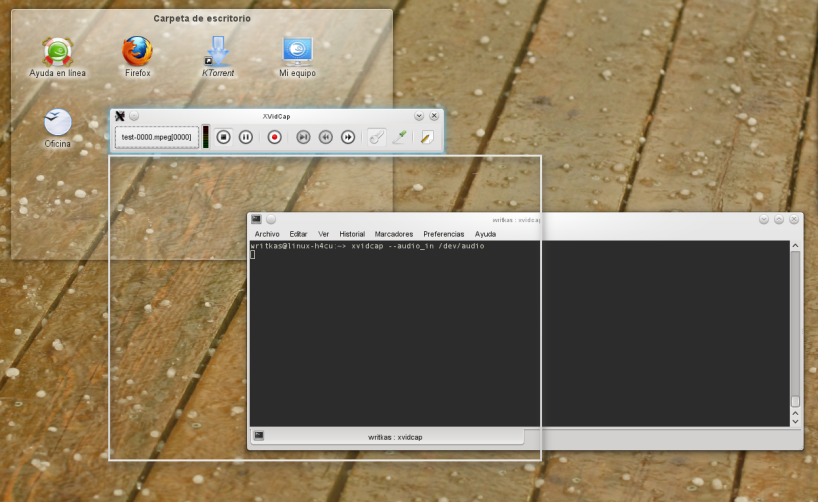 Carpeta de escritorio
Ayuda en línea
Firefox
KTorrent
Mi equipo
Oficina
XVidCap
test-0000.mpeg[0000]
writkas : xvidcap
Archivo Editar Ver Historial Marcadores Preferencias Ayuda
writkas@linux-h4cu:~> xvidcap --audio_in /dev/audio
writkas : xvidcap